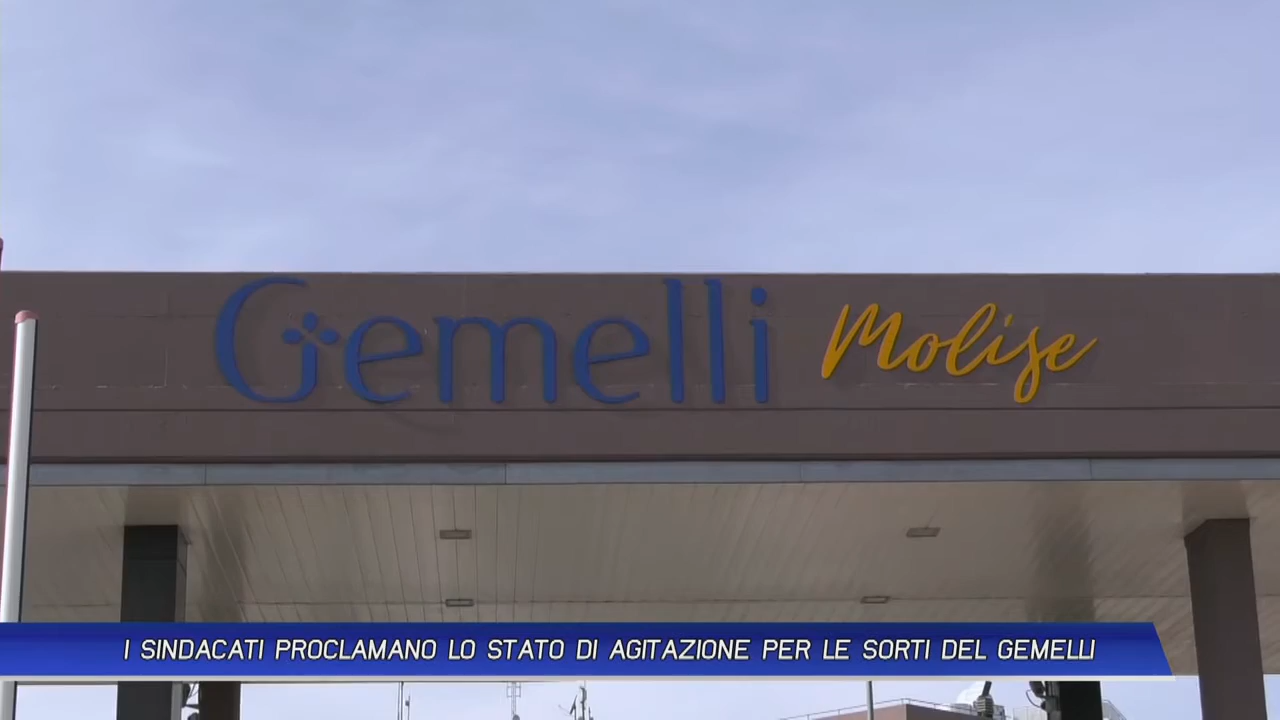 Gemelli Molise
I SINDACATI PROCLAMANO LO STATO DI AGITAZIONE PER LE SORTI DEL GEMELLI